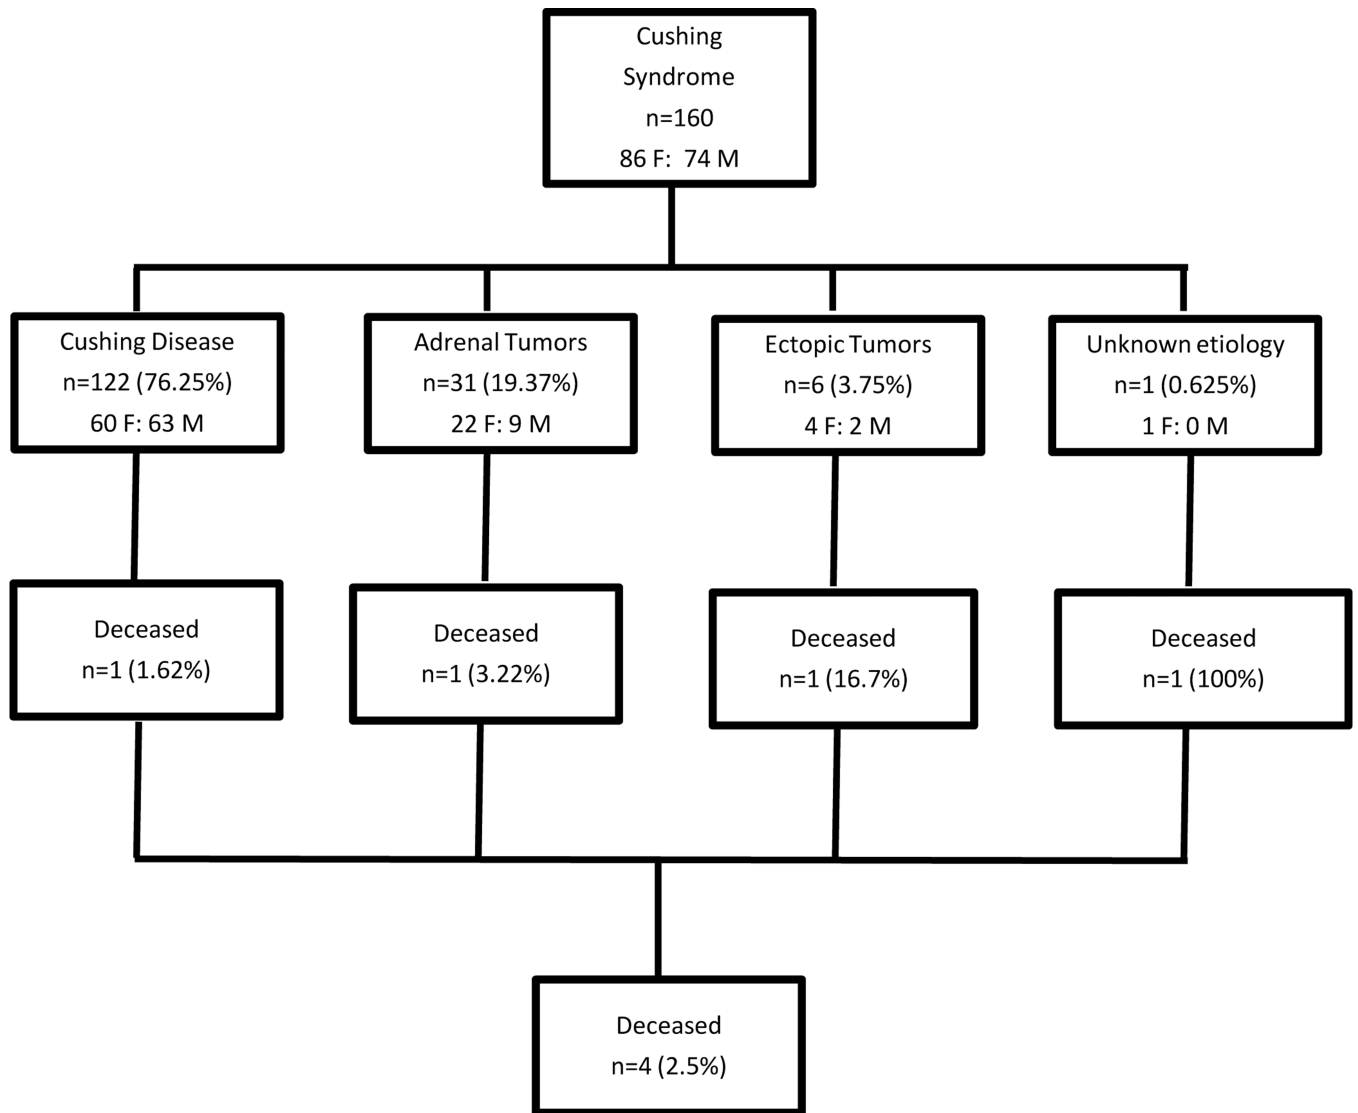 Cushing
Syndrome
n=160
86 F:  74 M
Cushing Disease
n=122 (76.25%)
60 F: 63 M
Adrenal Tumors
n=31 (19.37%)
22 F: 9 M
Ectopic Tumors
n=6 (3.75%)
4 F: 2 M
Unknown etiology
n=1 (0.625%)
1 F: 0 M
Deceased
n=1 (1.62%)
Deceased
n=1 (3.22%)
Deceased
n=1 (16.7%)
Deceased
n=1 (100%)
Deceased
n=4 (2.5%)